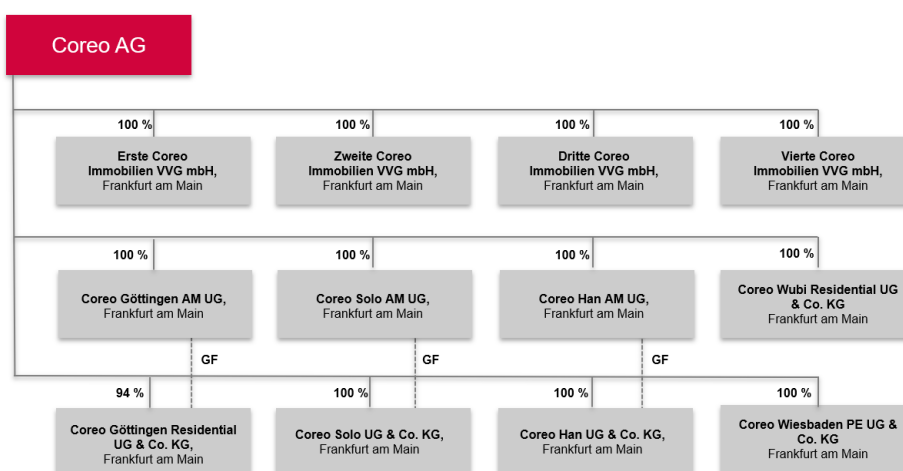 Coreo AG
100 %
100 %
100 %
100 %
Erste Coreo
Immobilien VVG mbH,
Frankfurt am Main
Zweite Coreo
Immobilien VVG mbH,
Frankfurt am Main
Dritte Coreo
Immobilien VVG mbH,
Frankfurt am Main
Vierte Coreo
Immobilien VVG mbH,
Frankfurt am Main
100 %
100 %
100 %
100 %
Coreo Göttingen AM UG,
Frankfurt am Main
Coreo Solo AM UG,
Frankfurt am Main
Coreo Han AM UG,
Frankfurt am Main
Coreo Wubi Residential UG
& Co. KG
Frankfurt am Main
GF
GF
GF
94 %
100 %
100 %
100 %
Coreo Göttingen Residential
UG & Co. KG,
Frankfurt am Main
Coreo Solo UG & Co. KG,
Frankfurt am Main
Coreo Han UG & Co. KG,
Frankfurt am Main
Coreo Wiesbaden PE UG &
Co. KG
Frankfurt am Main